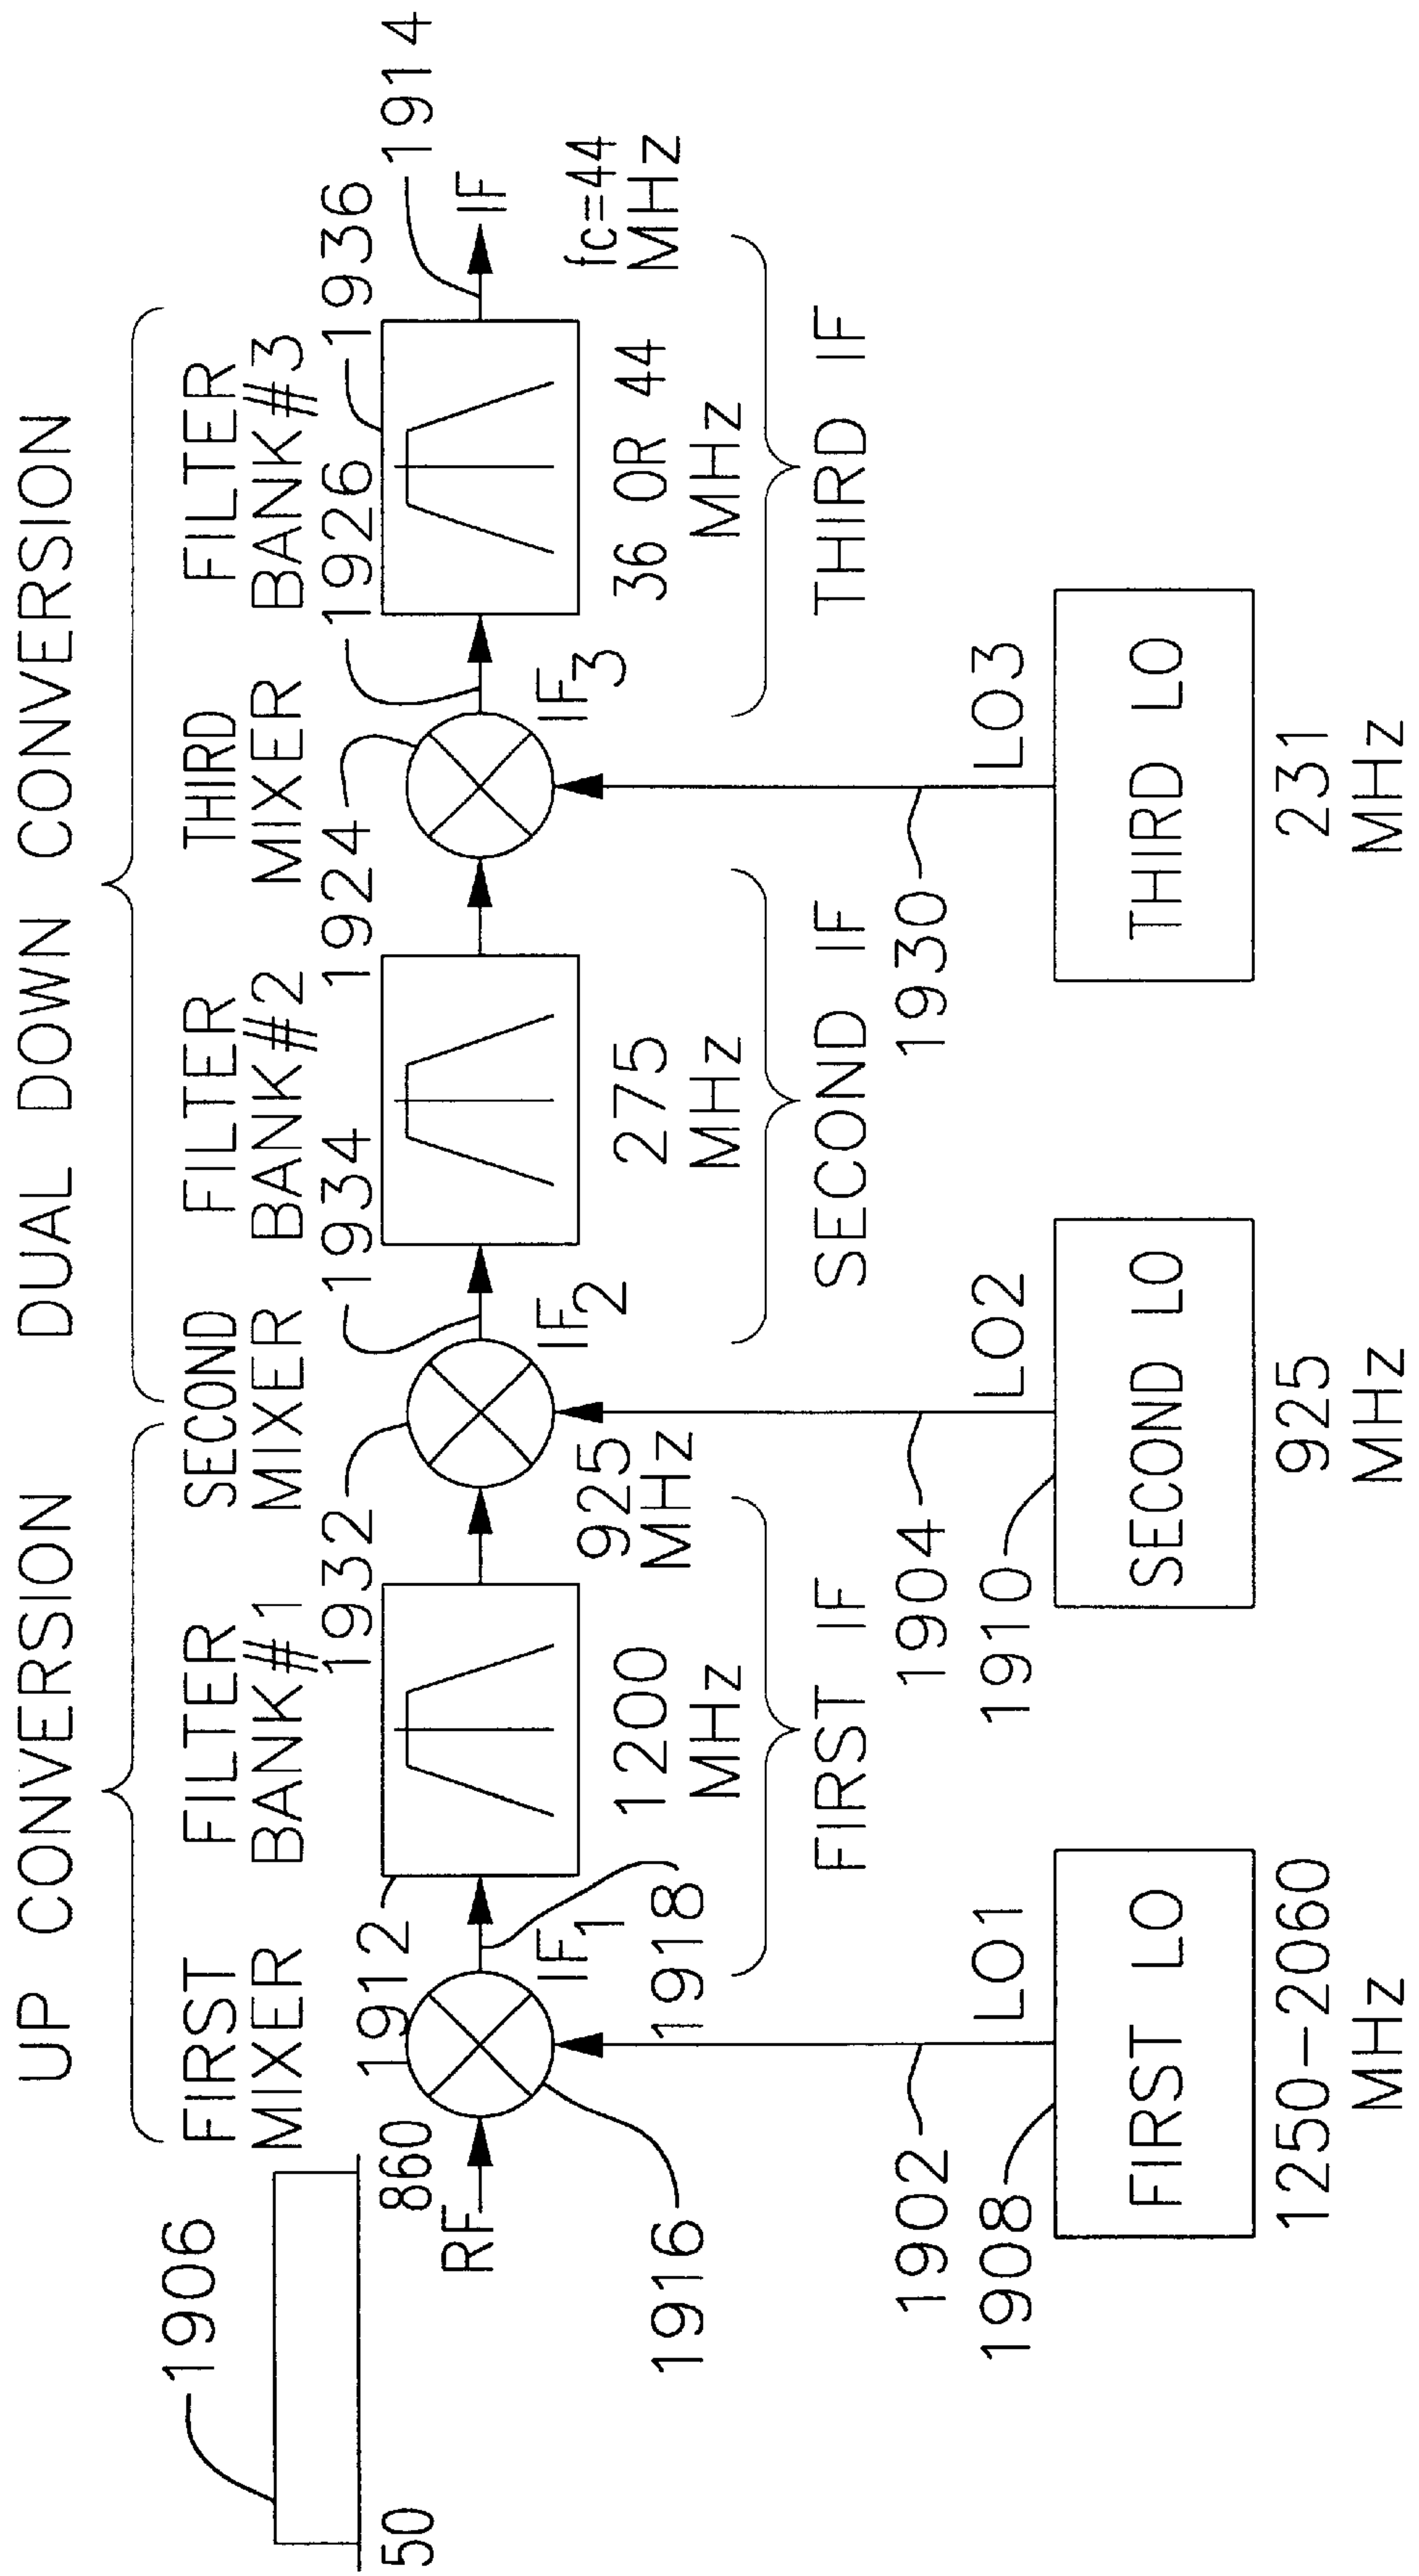 UP CONVERSION
DUAL DOWN CONVERSION
FIRST
MIXER
FILTER
BANK#1
SECOND
MIXER
FILTER
BANK#2
THIRD
MIXER
FILTER
BANK#3
1906
50
860
RF
1912
1932
1934
1924
1926
1936
1914
IF
fc=44
MHz
1916
IF1
1918
1200
MHz
925
MHz
IF2
275
MHz
IF3
36 OR 44
MHz
FIRST IF
SECOND IF
THIRD IF
1902
1908
LO1
1904
1910
LO2
1930
LO3
FIRST LO
SECOND LO
THIRD LO
1250-2060
MHz
925
MHz
231
MHz